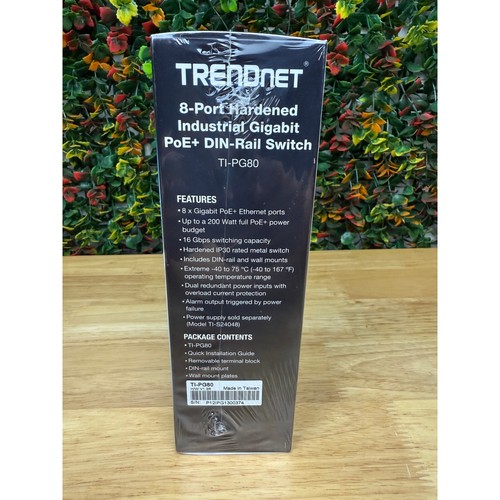 TRENDNET
8-Port Hardened
Industrial Gigabit
PoE+ DIN-Rail Switch
TI-PG80
FEATURES
• 8 x Gigabit PoE+ Ethernet ports
• Up to a 200 Watt full PoE+ power
budget
• 16 Gbps switching capacity
• Hardened IP30 rated metal switch
• Includes DIN-rail and wall mounts
• Extreme -40 to 75 °C (-40 to 167 °F)
operating temperature range
• Dual redundant power inputs with
overload current protection
• Alarm output triggered by power
failure
• Power supply sold separately
(Model TI-S24048)
PACKAGE CONTENTS
• TI-PG80
• Quick Installation Guide
• Removable terminal block
• DIN-rail mount
• Wall mount plates
TI-PG80
Made in Taiwan
S/N: